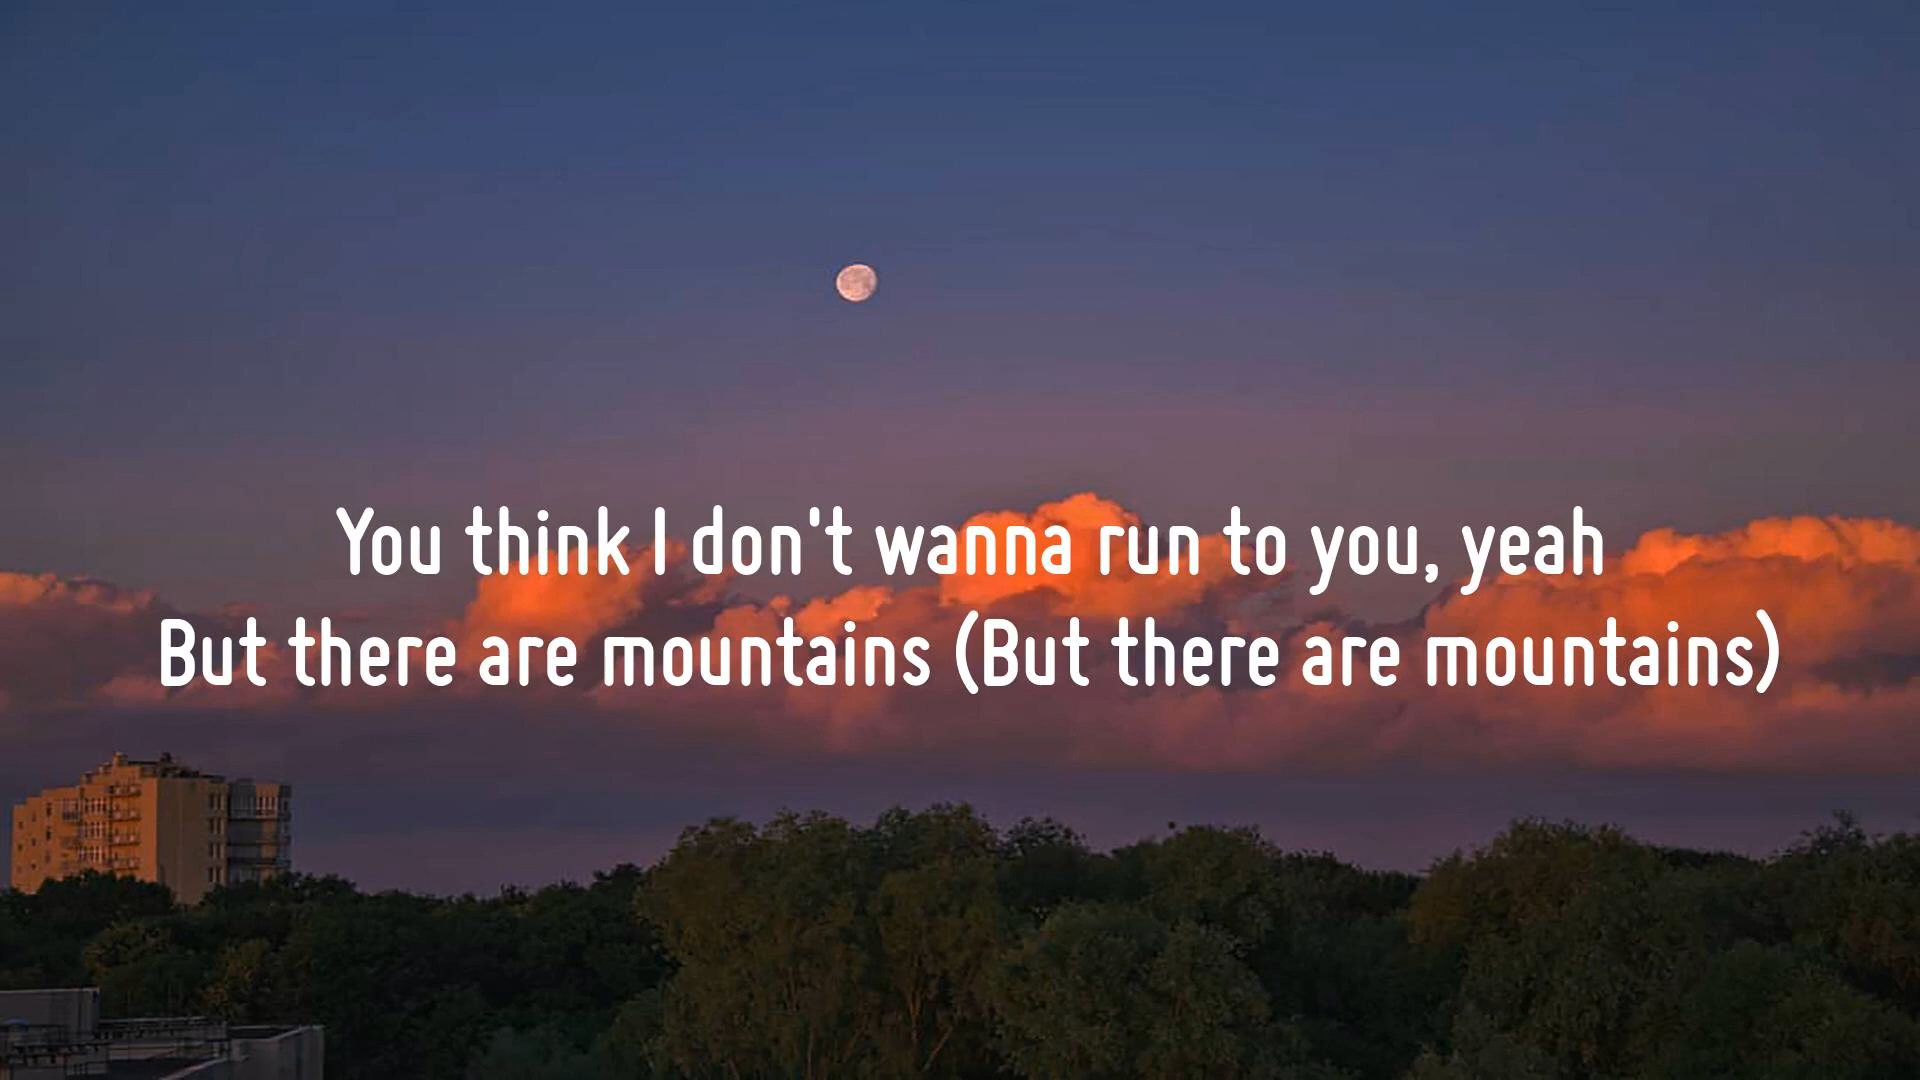 You think I don't wanna run to you, yeah
But there are mountains (But there are mountains)